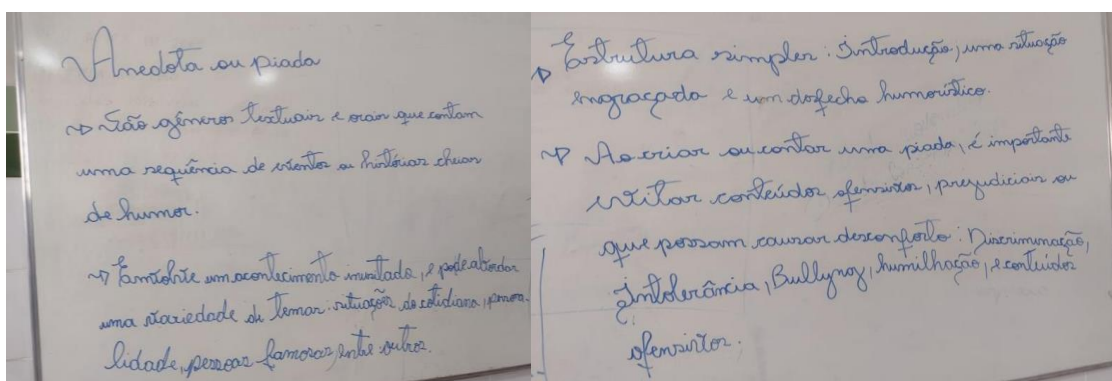 Anedota ou piada
→ São gêneros textuais e orais que contam
uma sequência de eventos ou histórias cheias
de humor.
→ Envolve um acontecimento inusitado, e pode abordar
uma variedade de temas: situações do cotidiano,
lidade, pessoas famosas, entre outros.
→ Estrutura simples: Introdução, uma situação
engraçada e um desfecho humorístico.
→ Ao criar ou contar uma piada, é importante
evitar conteúdos ofensivos, prejudiciais ou
que possam causar desconforto: Discriminação,
Intolerância, Bullyng, humilhação, e conteúdos
ofensivos.